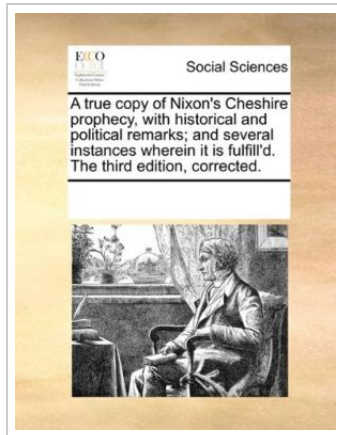 ECCO
Social Sciences
A true copy of Nixon's Cheshire
prophecy, with historical and
political remarks; and several
instances wherein it is fulfill'd.
The third edition, corrected.